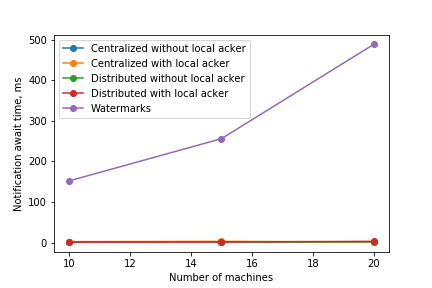 500
400
300
200
100
0
Notification await time, ms
Centralized without local acker
Centralized with local acker
Distributed without local acker
Distributed with local acker
Watermarks
10 12 14 16 18 20
Number of machines